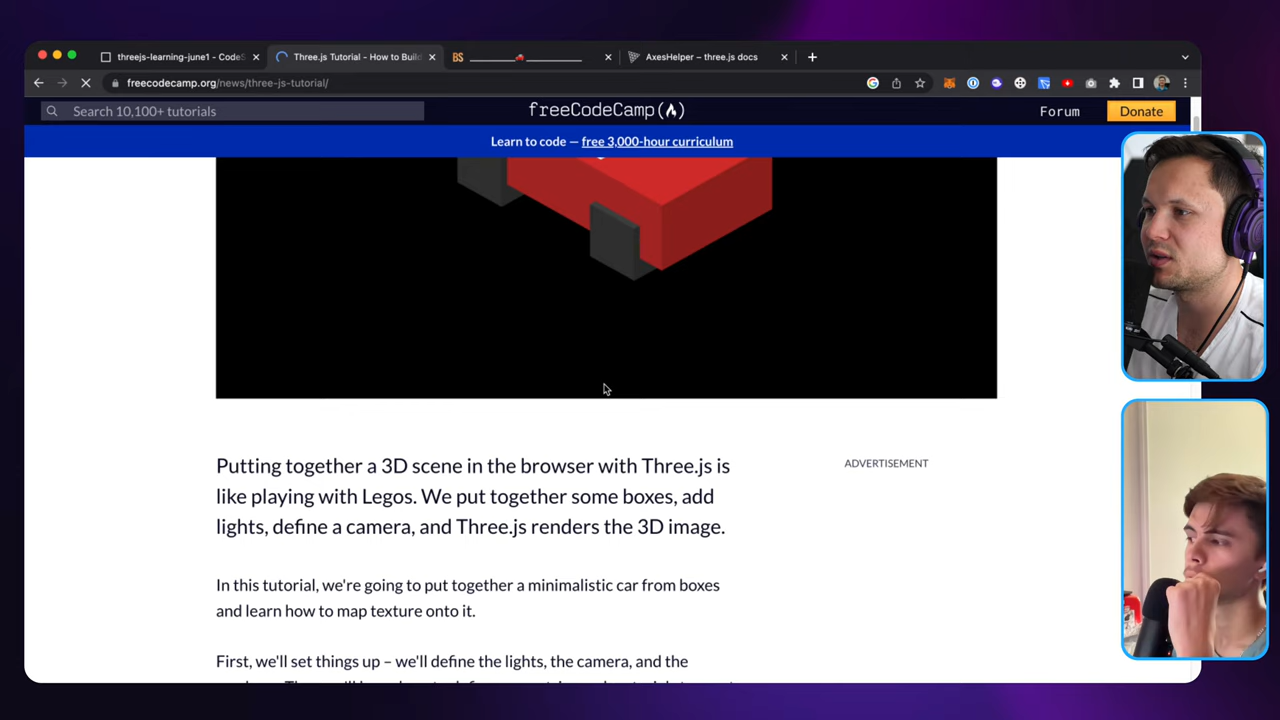 threejs-learning-june1 - CodeS
Three.js Tutorial - How to Build
BS
AxesHelper – three.js docs
freecodecamp.org/news/three-js-tutorial/
Search 10,100+ tutorials
freeCodeCamp
Forum
Donate
Learn to code — free 3,000-hour curriculum
Putting together a 3D scene in the browser with Three.js is
like playing with Legos. We put together some boxes, add
lights, define a camera, and Three.js renders the 3D image.
ADVERTISEMENT
In this tutorial, we're going to put together a minimalistic car from boxes
and learn how to map texture onto it.
First, we'll set things up – we'll define the lights, the camera, and the